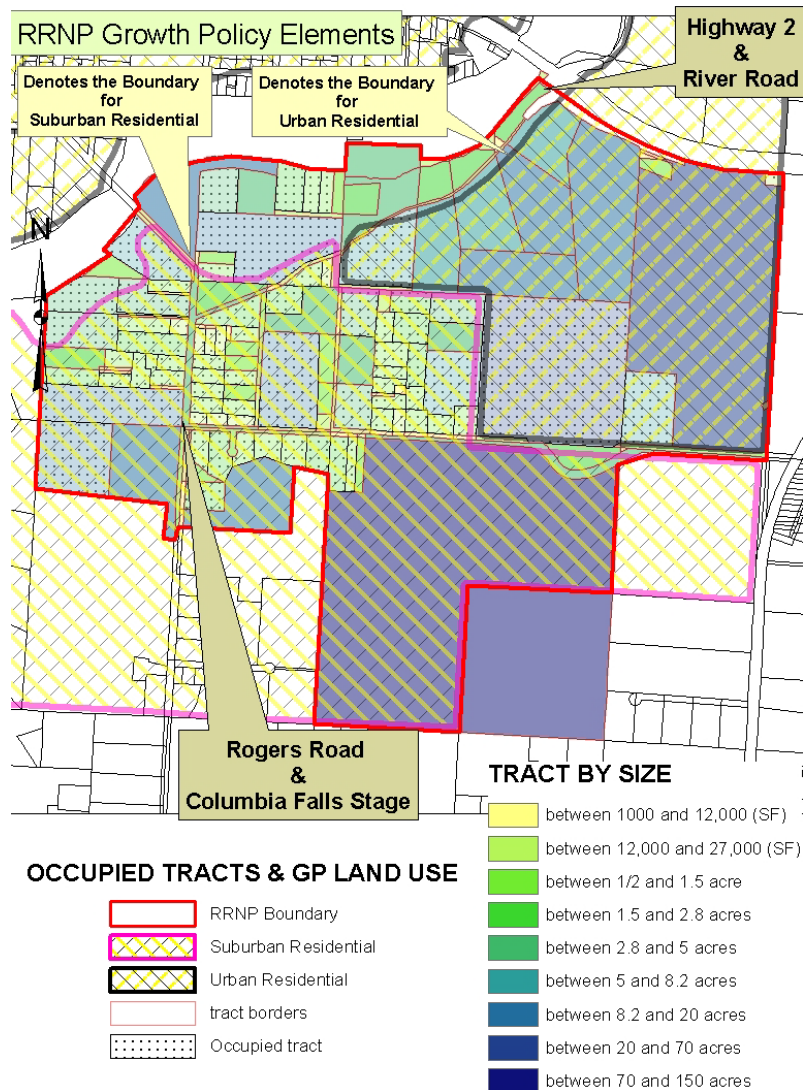 RRNP Growth Policy Elements
Highway 2
&
River Road
Denotes the Boundary
for
Suburban Residential
Denotes the Boundary
for
Urban Residential
N
Rogers Road
&
Columbia Falls Stage
TRACT BY SIZE
between 1000 and 12,000 (SF)
between 12,000 and 27,000 (SF)
between 1/2 and 1.5 acre
between 1.5 and 2.8 acres
between 2.8 and 5 acres
between 5 and 8.2 acres
between 8.2 and 20 acres
between 20 and 70 acres
between 70 and 150 acres
OCCUPIED TRACTS & GP LAND USE
RRNP Boundary
Suburban Residential
Urban Residential
tract borders
Occupied tract